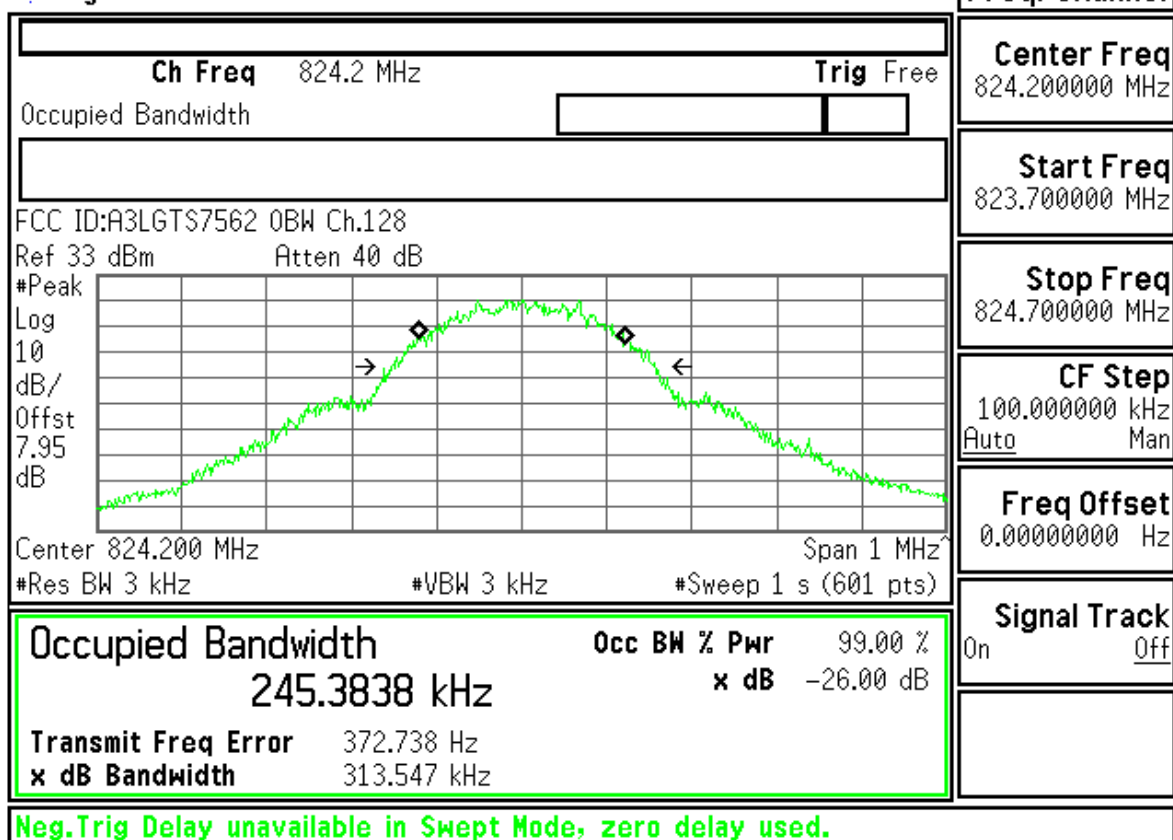 Ch Freq 824.2 MHz Trig Free
Occupied Bandwidth
FCC ID:A3LGTS7562 OBW Ch.128
Ref 33 dBm Atten 40 dB
#Peak
Log
10
dB/
Offst
7.95
dB
Center 824.200 MHz Span 1 MHz^
#Res BW 3 kHz #VBW 3 kHz #Sweep 1 s (601 pts)
Occupied Bandwidth
245.3838 kHz
Occ BW % Pwr 99.00 %
x dB -26.00 dB
Transmit Freq Error 372.738 Hz
x dB Bandwidth 313.547 kHz
Neg.Trig Delay unavailable in Swept Mode, zero delay used.
Center Freq
824.200000 MHz
Start Freq
823.700000 MHz
Stop Freq
824.700000 MHz
CF Step
100.000000 kHz
Auto Man
Freq Offset
0.00000000 Hz
Signal Track
On Off